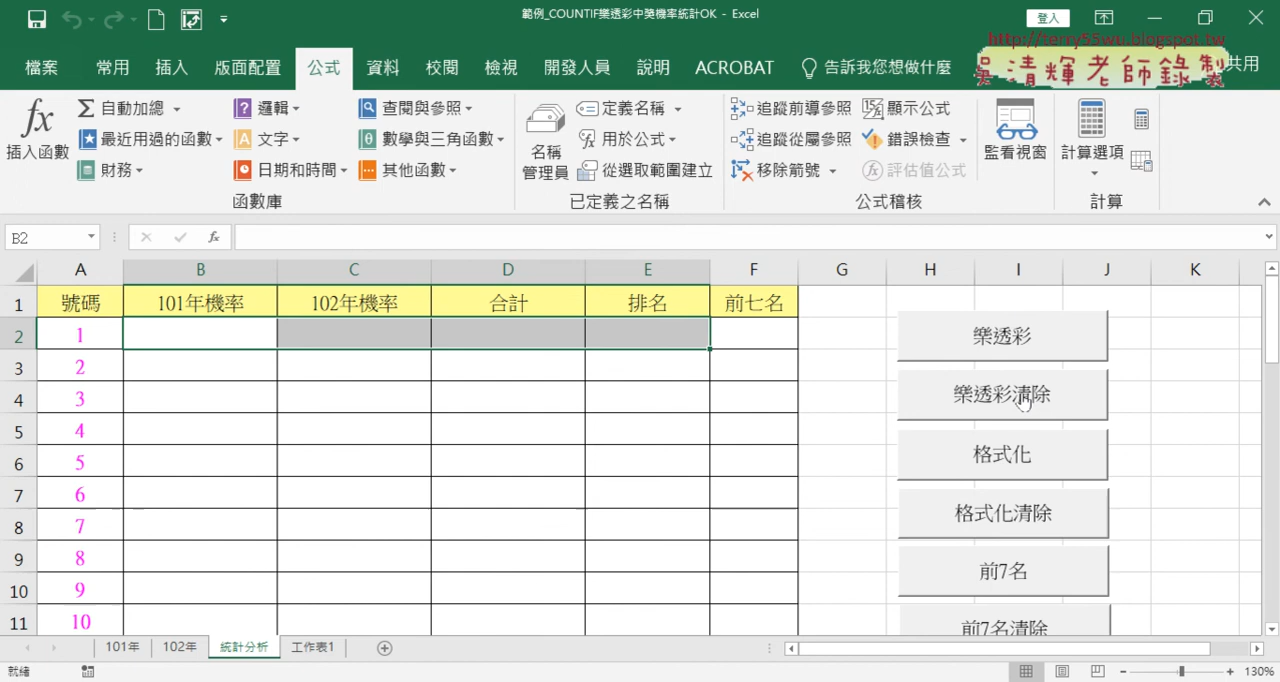 範例_COUNTIF樂透彩中獎機率統計OK - Excel
登入
http://terry55wu.blogspot.tw
檔案 常用 插入 版面配置 公式 資料 校閱 檢視 開發人員 說明 ACROBAT 告訴我您想做什麼 共用
吳清輝老師錄製
fx 插入函數
Σ 自動加總
最近用過的函數
財務
邏輯
文字
日期和時間
查閱與參照
數學與三角函數
其他函數
函數庫
名稱
管理員
定義名稱
用於公式
從選取範圍建立
已定義之名稱
追蹤前導參照
追蹤從屬參照
移除箭號
顯示公式
錯誤檢查
評估值公式
公式稽核
監看視窗
計算選項
計算
B2
fx
A B C D E F G H I J K
1 號碼 101年機率 102年機率 合計 排名 前七名
2 1
3 2
4 3
5 4
6 5
7 6
8 7
9 8
10 9
11 10
樂透彩
樂透彩清除
格式化
格式化清除
前7名
前7名清除
101年 102年 統計分析 工作表1
就緒
130%